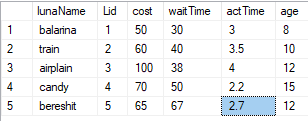 lunaName Lid cost waitTime actTime age
1 balarina 1 50 30 3 8
2 train 2 60 40 3.5 10
3 airplain 3 100 38 4 12
4 candy 4 70 50 2.2 15
5 bereshit 5 65 67 2.7 12